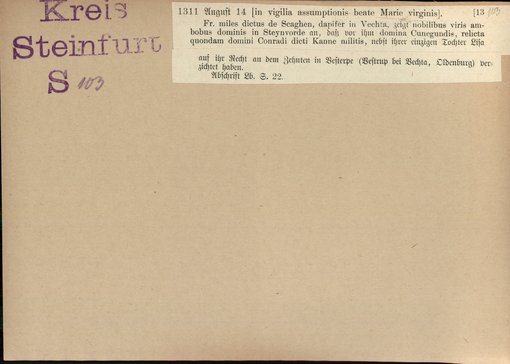 Kreis
Steinfurt
S 103
1311 August 14 [in vigilia assumptionis beate Marie virginis]. [13 103
Fr. miles dictus de Scaghen, dapifer in Vechta, zeigt nobilibus viris am-
bobus dominis in Steynvorde an, daß vor ihm domina Cunegundis, relicta
quondam domini Conradi dicti Kanne militis, nebst ihrer einzigen Tochter Lisa
auf ihr Recht an dem Zehnten in Vesterpe (Vestrup bei Vechta, Oldenburg) ver-
zichtet haben.
Abschrift Lb. S. 22.